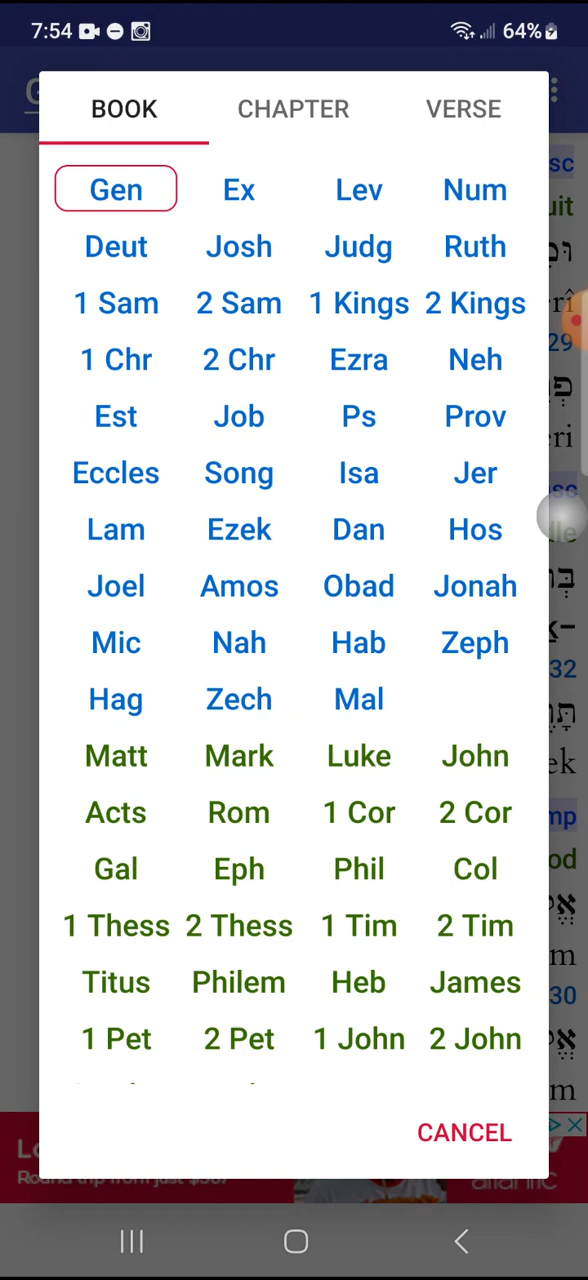 7:54 64%
BOOK CHAPTER VERSE
Gen Ex Lev Num
Deut Josh Judg Ruth
1 Sam 2 Sam 1 Kings 2 Kings
1 Chr 2 Chr Ezra Neh
Est Job Ps Prov
Eccles Song Isa Jer
Lam Ezek Dan Hos
Joel Amos Obad Jonah
Mic Nah Hab Zeph
Hag Zech Mal
Matt Mark Luke John
Acts Rom 1 Cor 2 Cor
Gal Eph Phil Col
1 Thess 2 Thess 1 Tim 2 Tim
Titus Philem Heb James
1 Pet 2 Pet 1 John 2 John
CANCEL